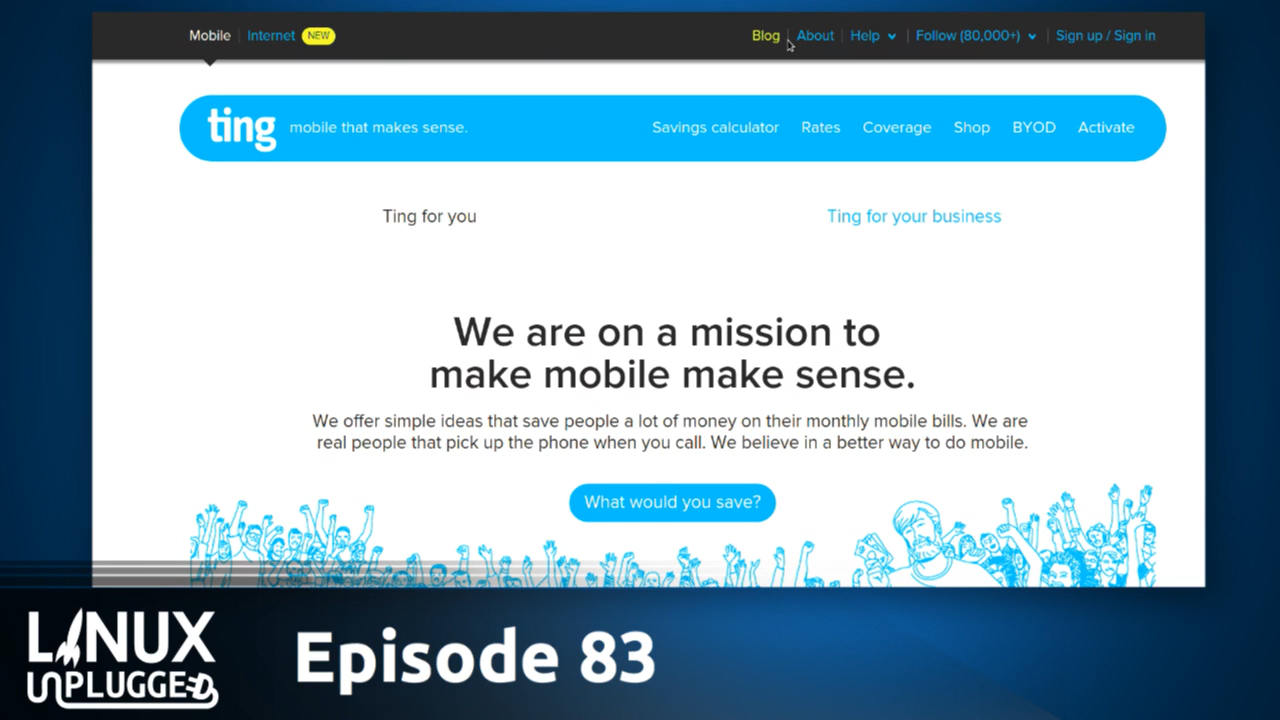 Mobile Internet NEW Blog About Help Follow (80,000+) Sign up / Sign in
ting mobile that makes sense. Savings calculator Rates Coverage Shop BYOD Activate
Ting for you Ting for your business
We are on a mission to
make mobile make sense.
We offer simple ideas that save people a lot of money on their monthly mobile bills. We are
real people that pick up the phone when you call. We believe in a better way to do mobile.
What would you save?
LINUX
UNPLUGGED
Episode 83